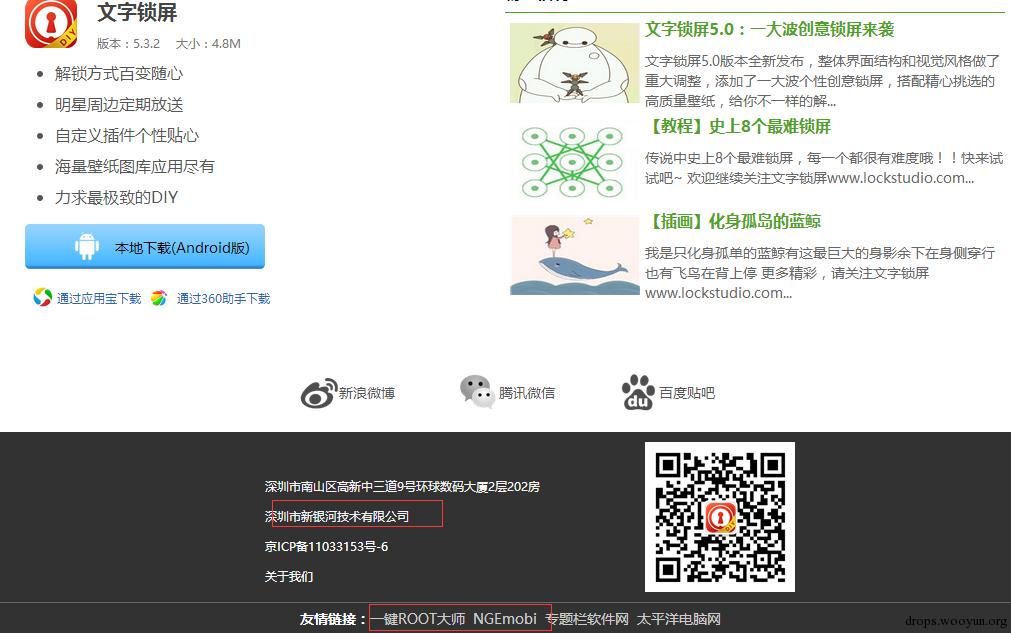 文字锁屏
版本：5.3.2 大小：4.8M
解锁方式百变随心
明星周边定期放送
自定义插件个性贴心
海量壁纸图库应用尽有
力求最极致的DIY
本地下载(Android版)
通过应用宝下载 通过360助手下载
文字锁屏5.0：一大波创意锁屏来袭
文字锁屏5.0版本全新发布，整体界面结构和视觉风格做了
重大调整，添加了一大波个性创意锁屏，搭配精心挑选的
高质量壁纸，给你不一样的解...
【教程】史上8个最难锁屏
传说中史上8个最难锁屏，每一个都很有难度哦！！快来试
试吧~ 欢迎继续关注文字锁屏www.lockstudio.com...
【插画】化身孤岛的蓝鲸
我是只化身孤单的蓝鲸有这最巨大的身影余下在身侧穿行
也有飞鸟在背上停 更多精彩，请关注文字锁屏
www.lockstudio.com...
新浪微博 腾讯微信 du 百度贴吧
深圳市南山区高新中三道9号环球数码大厦2层202房
深圳市新银河技术有限公司
京ICP备11033153号-6
关于我们
DIY
友情链接：一键ROOT大师 NGEmobi 专题栏软件网 太平洋电脑网
drops.wooyun.org